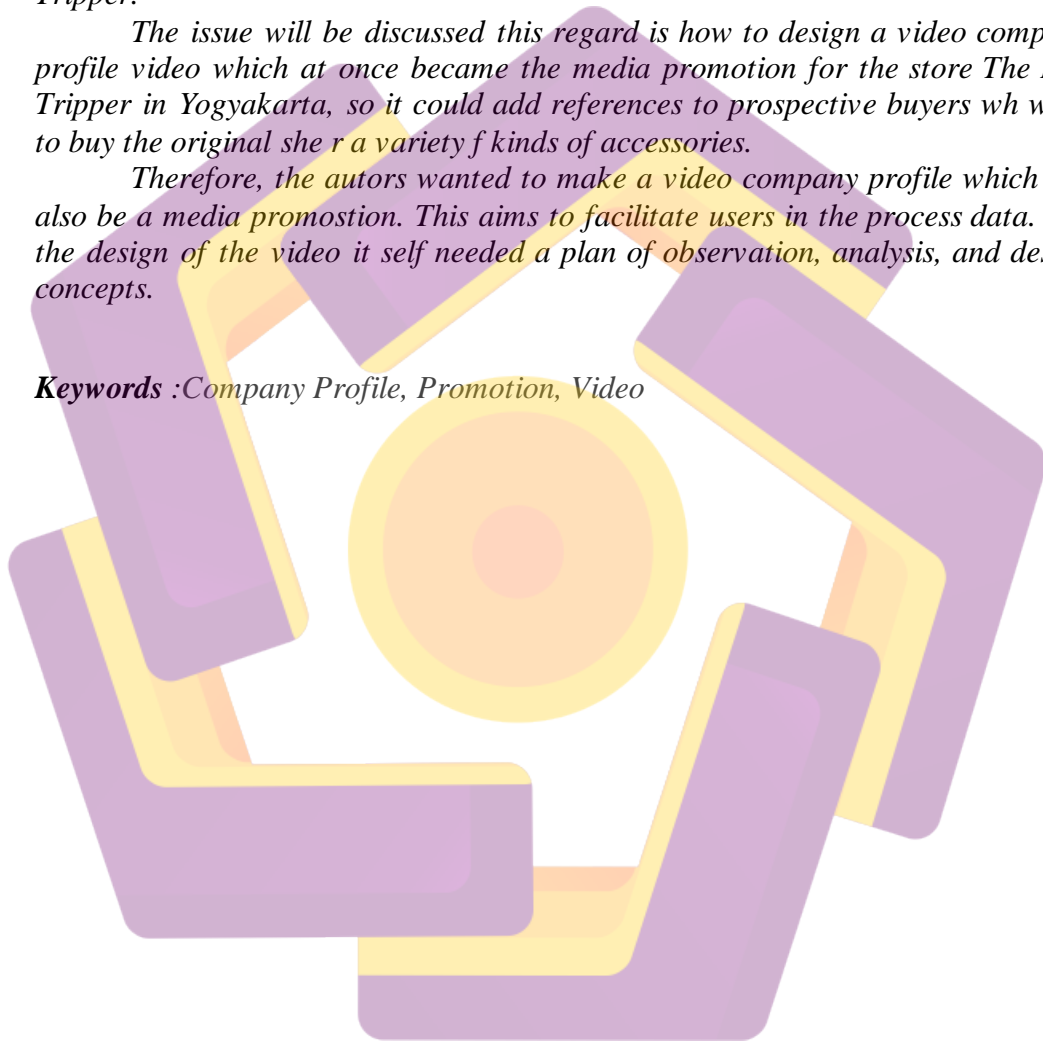 Tripper.
The issue will be discussed this regard is how to design a video comp
profile video which at once became the media promotion for the store The
Tripper in Yogyakarta, so it could add references to prospective buyers wh w
to buy the original she r a variety f kinds of accessories.
Therefore, the autors wanted to make a video company profile which
also be a media promostion. This aims to facilitate users in the process data.
the design of the video it self needed a plan of observation, analysis, and des
concepts.
Keywords :Company Profile, Promotion, Video